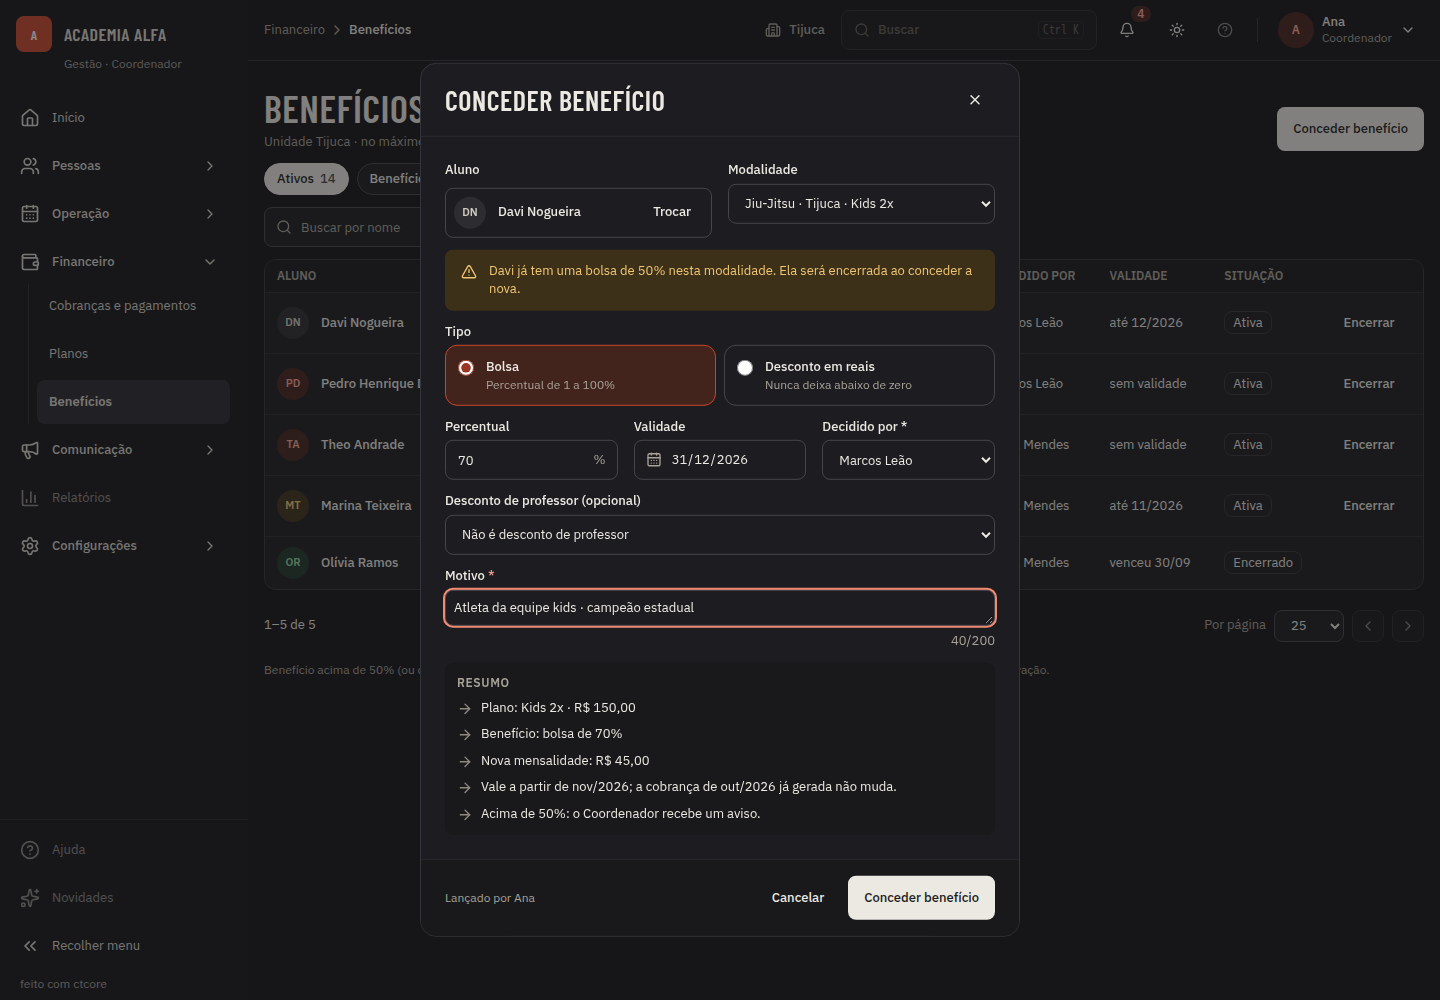 A
ACADEMIA ALFA
Gestão · Coordenador
Início
Pessoas
Operação
Financeiro
Cobranças e pagamentos
Planos
Benefícios
Comunicação
Relatórios
Configurações
Ajuda
Novidades
Recolher menu
feito com ctcore
Financeiro
Benefícios
Tijuca
Buscar
Ctrl K
4
A
Ana
Coordenador
BENEFÍCIOS
Unidade Tijuca · no
Conceder benefício
Ativos 14
Buscar por nome
ALUNO
VALIDADE
SITUAÇÃO
DN
Davi Nogueira
Leão
até 12/2026
Ativa
Encerrar
PD
Pedro Henrique
Leão
sem validade
Ativa
Encerrar
TA
Theo Andrade
Mendes
sem validade
Ativa
Encerrar
MT
Marina Teixeira
Mendes
até 11/2026
Ativa
Encerrar
OR
Olívia Ramos
Mendes
venceu 30/09
Encerrado
1–5 de 5
Por página
25
Benefício acima de 50% (ou
CONCEDER BENEFÍCIO
Aluno
DN
Davi Nogueira
Trocar
Modalidade
Jiu-Jitsu · Tijuca · Kids 2x
Davi já tem uma bolsa de 50% nesta modalidade. Ela será encerrada ao conceder a
nova.
Tipo
Bolsa
Percentual de 1 a 100%
Desconto em reais
Nunca deixa abaixo de zero
Percentual
70
%
Validade
31/12/2026
Decidido por *
Marcos Leão
Desconto de professor (opcional)
Não é desconto de professor
Motivo *
Atleta da equipe kids · campeão estadual
40/200
RESUMO
Plano: Kids 2x · R$ 150,00
Benefício: bolsa de 70%
Nova mensalidade: R$ 45,00
Vale a partir de nov/2026; a cobrança de out/2026 já gerada não muda.
Acima de 50%: o Coordenador recebe um aviso.
Lançado por Ana
Cancelar
Conceder benefício